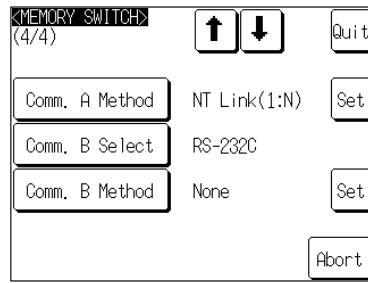 <MEMORY SWITCH>
(4/4) ↑ ↓ Quit
Comm. A Method NT Link(1:N) Set
Comm. B Select RS-232C
Comm. B Method None Set
Abort